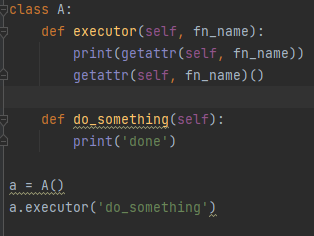 class A:
    def executor(self, fn_name):
        print(getattr(self, fn_name))
        getattr(self, fn_name)()
    def do_something(self):
        print('done')
a = A()
a.executor('do_something')